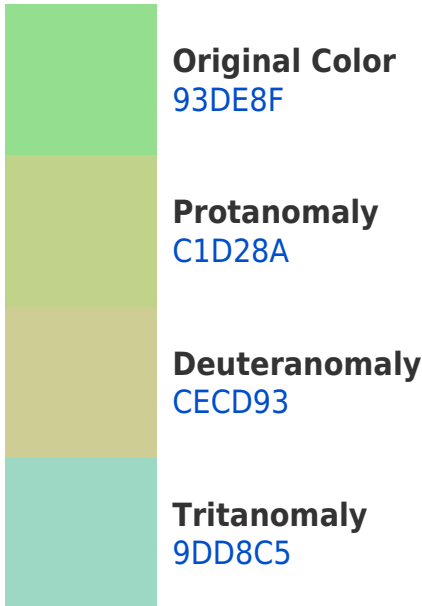 Original Color
93DE8F
Protanomaly
C1D28A
Deuteranomaly
CECD93
Tritanomaly
9DD8C5